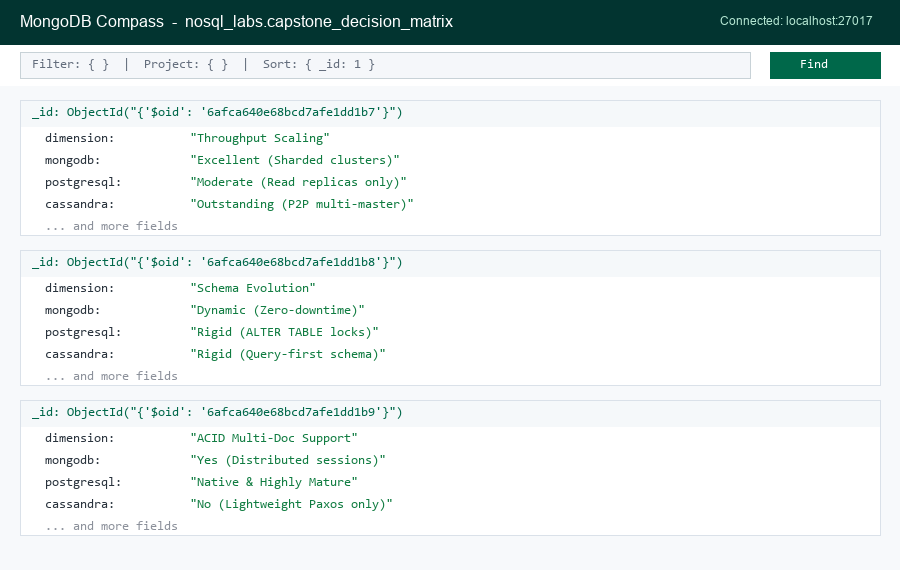 MongoDB Compass - nosql_labs.capstone_decision_matrix
Connected: localhost:27017
Filter: { } | Project: { } | Sort: { _id: 1 }
Find
_id: ObjectId("{'$oid': '6afca640e68bcd7afe1dd1b7'}")
dimension: "Throughput Scaling"
mongodb: "Excellent (Sharded clusters)"
postgresql: "Moderate (Read replicas only)"
cassandra: "Outstanding (P2P multi-master)"
... and more fields
_id: ObjectId("{'$oid': '6afca640e68bcd7afe1dd1b8'}")
dimension: "Schema Evolution"
mongodb: "Dynamic (Zero-downtime)"
postgresql: "Rigid (ALTER TABLE locks)"
cassandra: "Rigid (Query-first schema)"
... and more fields
_id: ObjectId("{'$oid': '6afca640e68bcd7afe1dd1b9'}")
dimension: "ACID Multi-Doc Support"
mongodb: "Yes (Distributed sessions)"
postgresql: "Native & Highly Mature"
cassandra: "No (Lightweight Paxos only)"
... and more fields